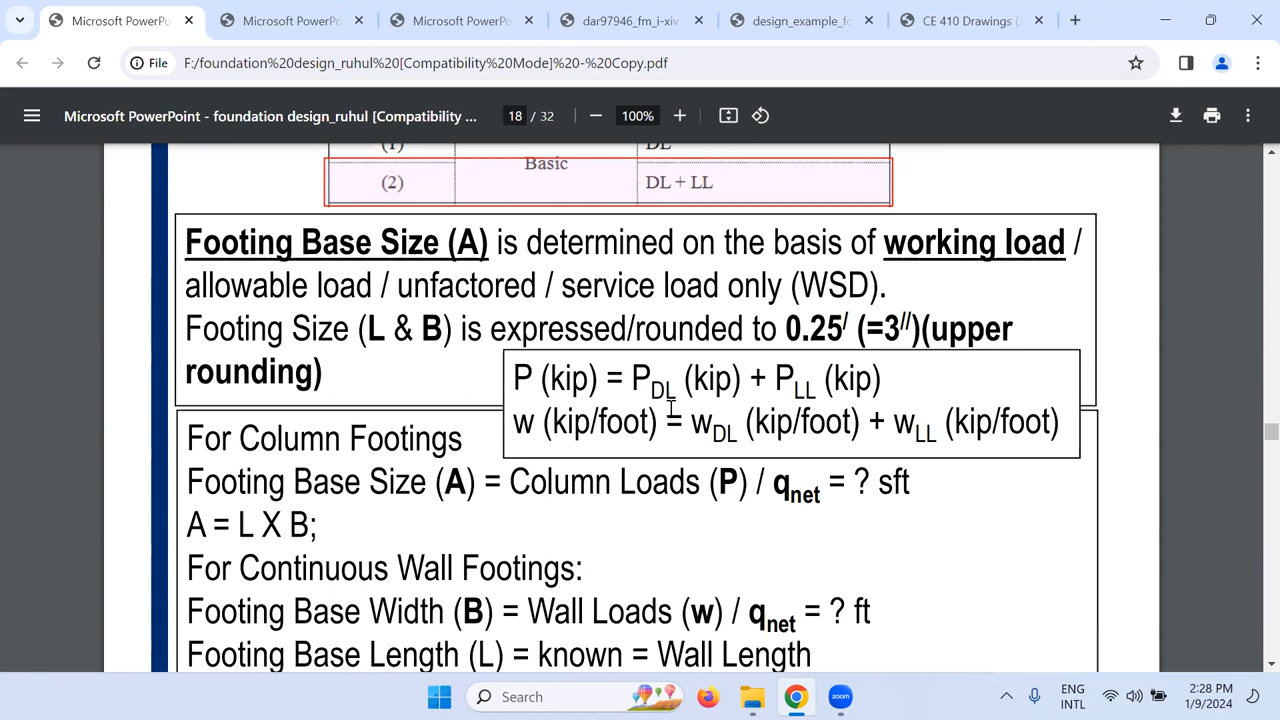 Microsoft PowerPo
Microsoft PowerPo
Microsoft PowerPo
dar97946_fm_i-xiv
design_example_fo
CE 410 Drawings (
File
F:/foundation%20design_ruhul%20[Compatibility%20Mode]%20-%20Copy.pdf
Microsoft PowerPoint - foundation design_ruhul [Compatibility ...
18 / 32
100%
(1)
DL
Basic
(2)
DL + LL
Footing Base Size (A) is determined on the basis of working load /
allowable load / unfactored / service load only (WSD).
Footing Size (L & B) is expressed/rounded to 0.25/ (=3//)(upper
rounding)
P (kip) = PDL (kip) + PLL (kip)
w (kip/foot) = wDL (kip/foot) + wLL (kip/foot)
For Column Footings
Footing Base Size (A) = Column Loads (P) / qnet = ? sft
A = L X B;
For Continuous Wall Footings:
Footing Base Width (B) = Wall Loads (w) / qnet = ? ft
Footing Base Length (L) = known = Wall Length
Search
zoom
ENG
INTL
2:28 PM
1/9/2024